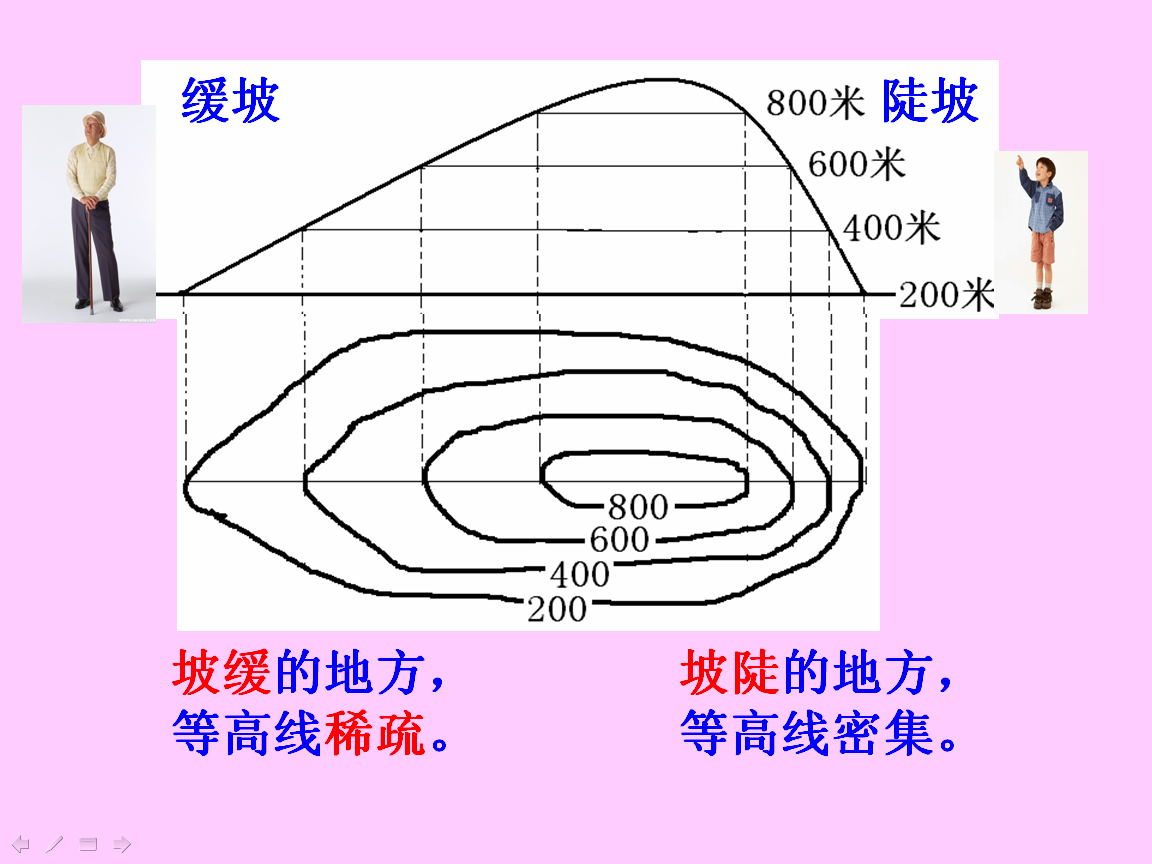 缓坡
陡坡
800米
600米
400米
200米
800
600
400
200
坡缓的地方，
等高线稀疏。
坡陡的地方，
等高线密集。